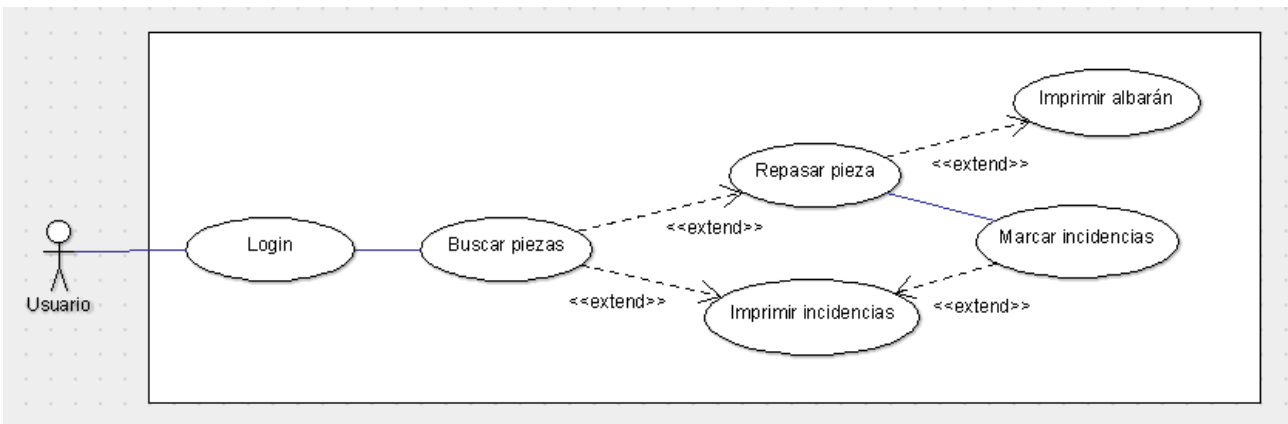 Imprimir albarán
Repasar pieza
<<extend>>
<<extend>>
Login
Buscar piezas
Marcar incidencias
Usuario
<<extend>>
Imprimir incidencias
<<extend>>